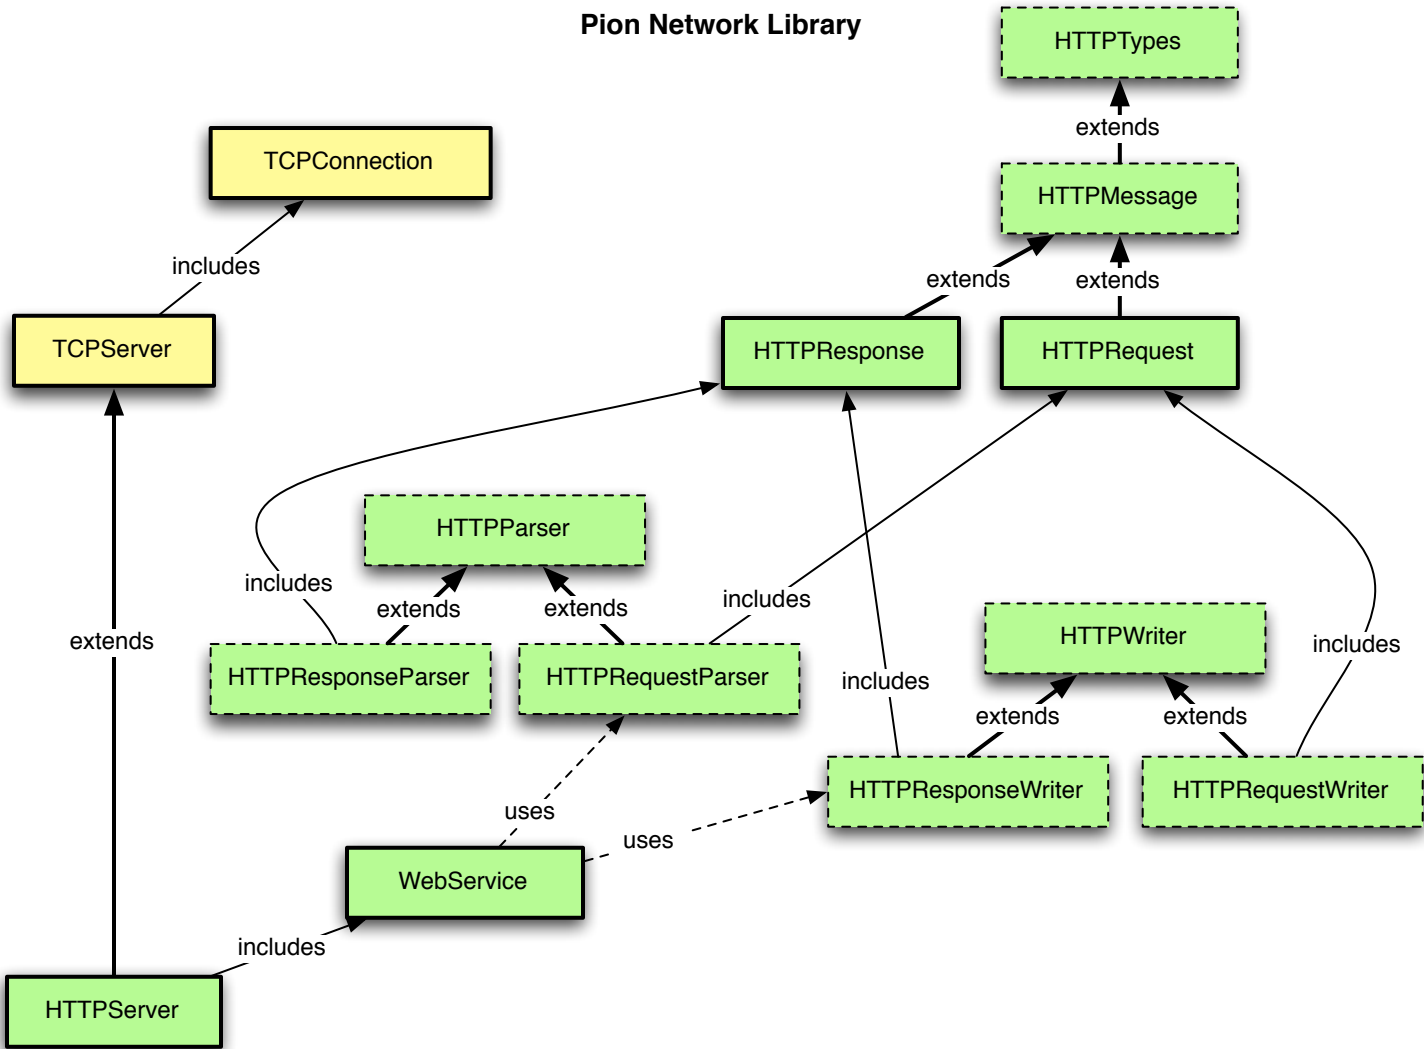 Pion Network Library
HTTPTypes
extends
TCPConnection
HTTPMessage
includes
extends
extends
TCPServer
HTTPResponse
HTTPRequest
HTTPParser
includes
extends
extends
includes
extends
HTTPWriter
includes
HTTPResponseParser
HTTPRequestParser
includes
extends
extends
HTTPResponseWriter
HTTPRequestWriter
uses
uses
WebService
includes
HTTPServer